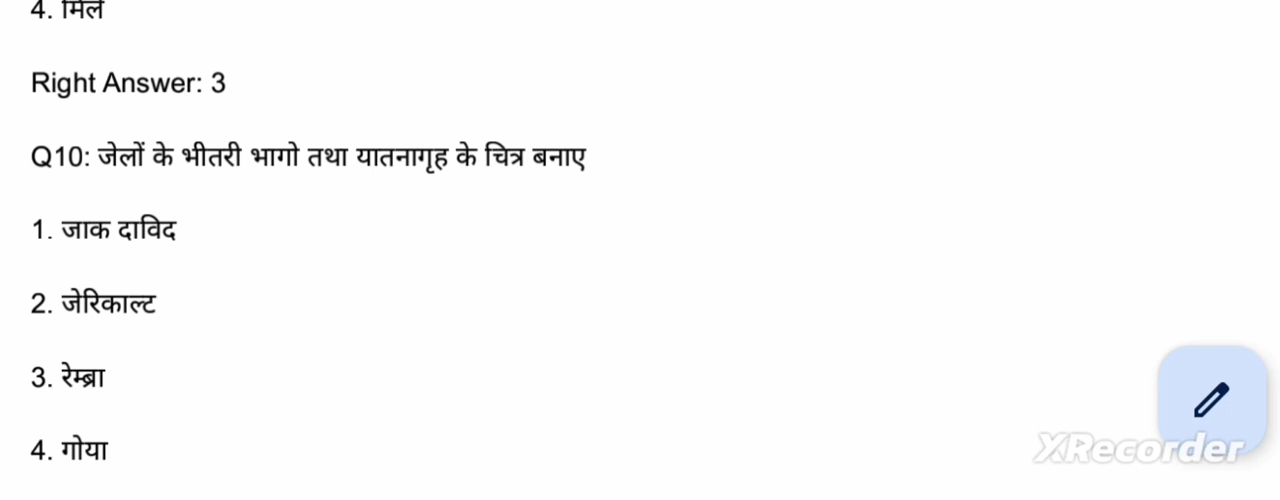 4. मिले
Right Answer: 3
Q10: जेलों के भीतरी भागो तथा यातनागृह के चित्र बनाए
1. जाक दाविद
2. जेरिकाल्ट
3. रेम्ब्रा
4. गोया
XRecorder